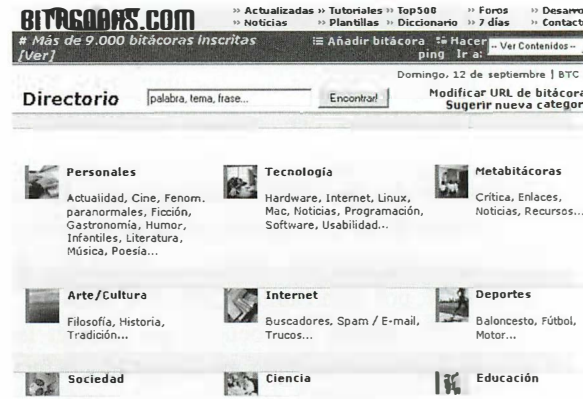 BITACORAS.COM
» Actualizadas » Tutoriales » Top500 » Foros
» Noticias » Plantillas » Diccionario » 7 días
# Más de 9.000 bitácoras inscritas
[Ver]
Añadir bitácora Hacer
ping Ir a: -- Ver Contenidos --
Domingo, 12 de septiembre | BTC
Directorio palabra, tema, frase... Encontrar!
Modificar URL de
Sugerir nueva
Personales
Actualidad, Cine, Fenom.
paranormales, Ficción,
Gastronomía, Humor,
Infantiles, Literatura,
Música, Poesía...
Tecnología
Hardware, Internet, Linux,
Mac, Noticias, Programación,
Software, Usabilidad...
Metabitácoras
Crítica, Enlaces,
Noticias, Recursos...
Arte/Cultura
Filosofía, Historia,
Tradición...
Internet
Buscadores, Spam / E-mail,
Trucos...
Deportes
Baloncesto, Fútbol,
Motor...
Sociedad
Ciencia
Educación